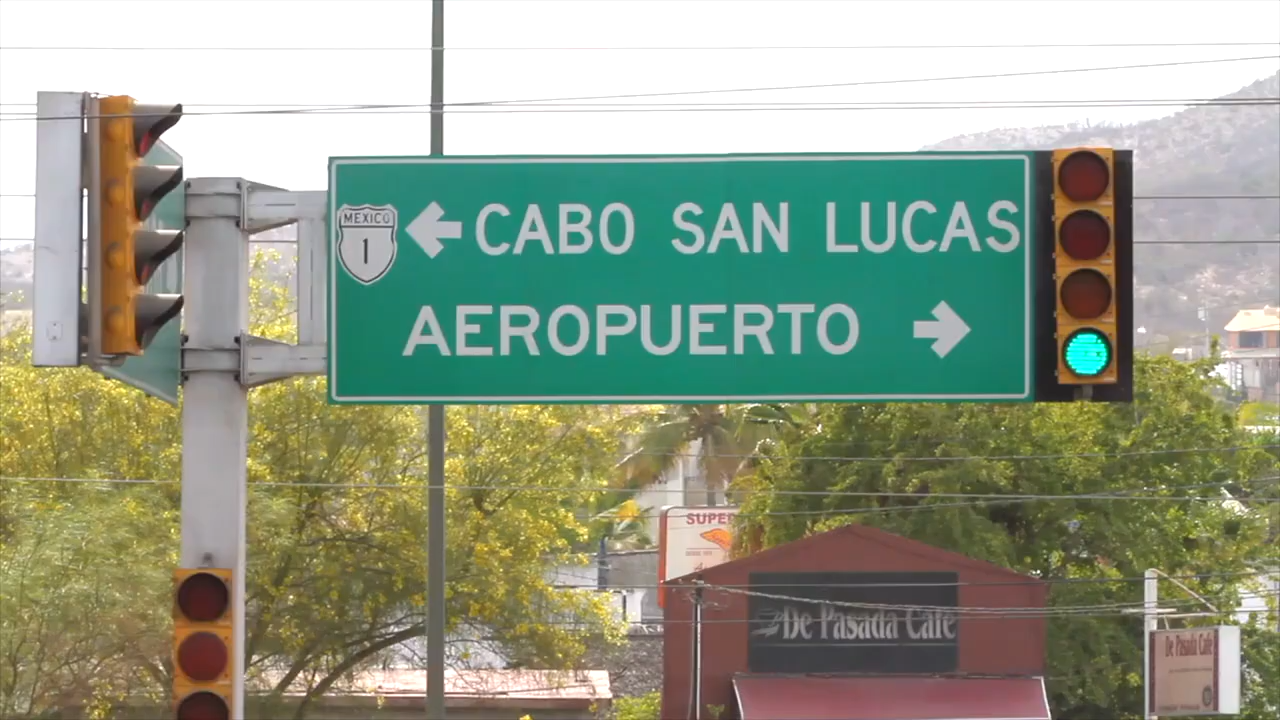 MEXICO
1
CABO SAN LUCAS
AEROPUERTO
SUPER
De Pasada Cafe
De Pasada Cafe